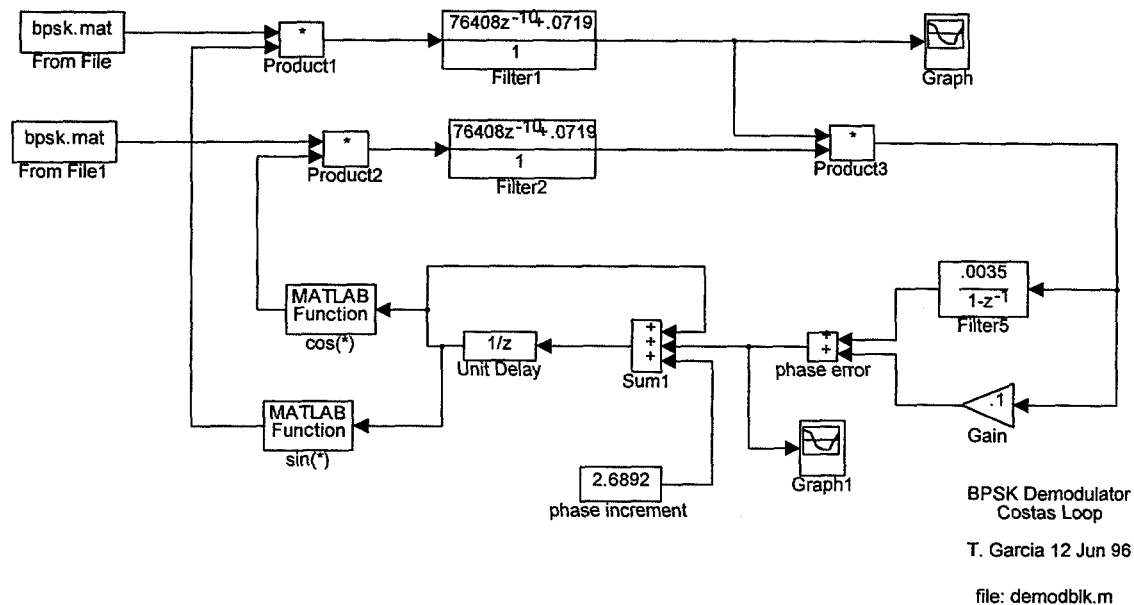 bpsk.mat
From File
*
Product1
76408z-10+.0719
1
Filter1
Graph
bpsk.mat
From File1
*
Product2
76408z-10+.0719
1
Filter2
*
Product3
MATLAB
Function
cos(*)
1/z
Unit Delay
+
+
+
Sum1
+
+
phase error
.0035
1-z-1
Filter5
MATLAB
Function
sin(*)
.1
Gain
Graph1
2.6892
phase increment
BPSK Demodulator
Costas Loop
T. Garcia 12 Jun 96
file: demodblk.m